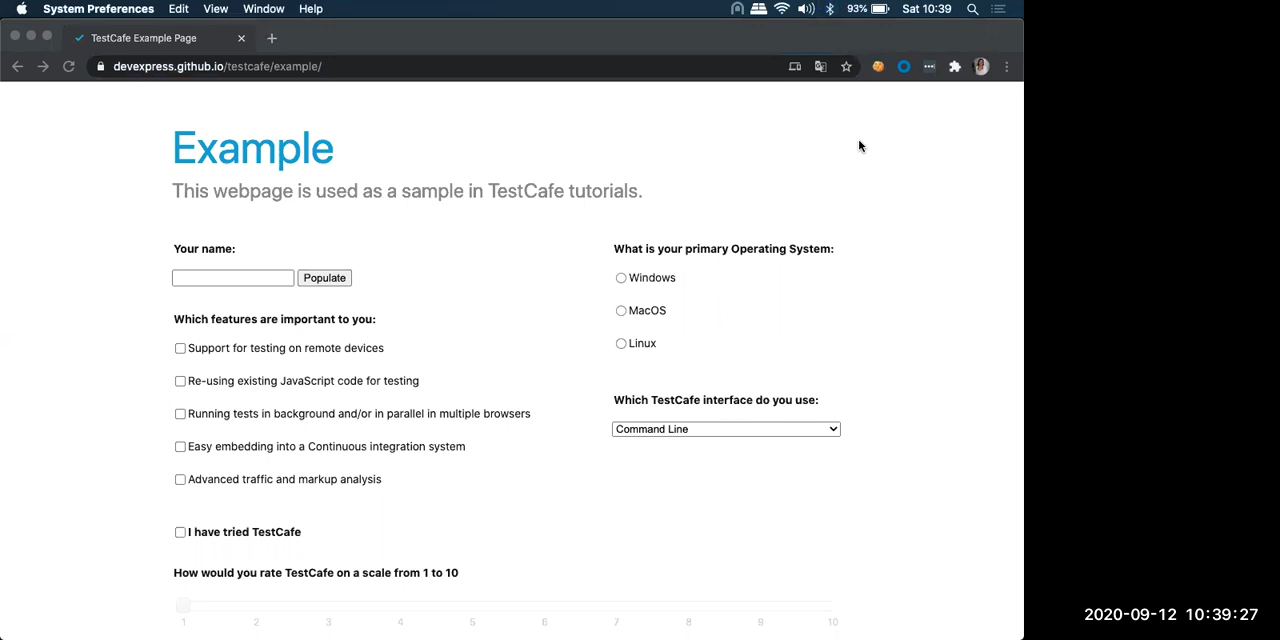 System Preferences Edit View Window Help 93% Sat 10:39
TestCafe Example Page
devexpress.github.io/testcafe/example/
Example
This webpage is used as a sample in TestCafe tutorials.
Your name:
Populate
Which features are important to you:
Support for testing on remote devices
Re-using existing JavaScript code for testing
Running tests in background and/or in parallel in multiple browsers
Easy embedding into a Continuous integration system
Advanced traffic and markup analysis
I have tried TestCafe
How would you rate TestCafe on a scale from 1 to 10
1 2 3 4 5 6 7 8 9 10
What is your primary Operating System:
Windows
MacOS
Linux
Which TestCafe interface do you use:
Command Line
2020-09-12 10:39:27